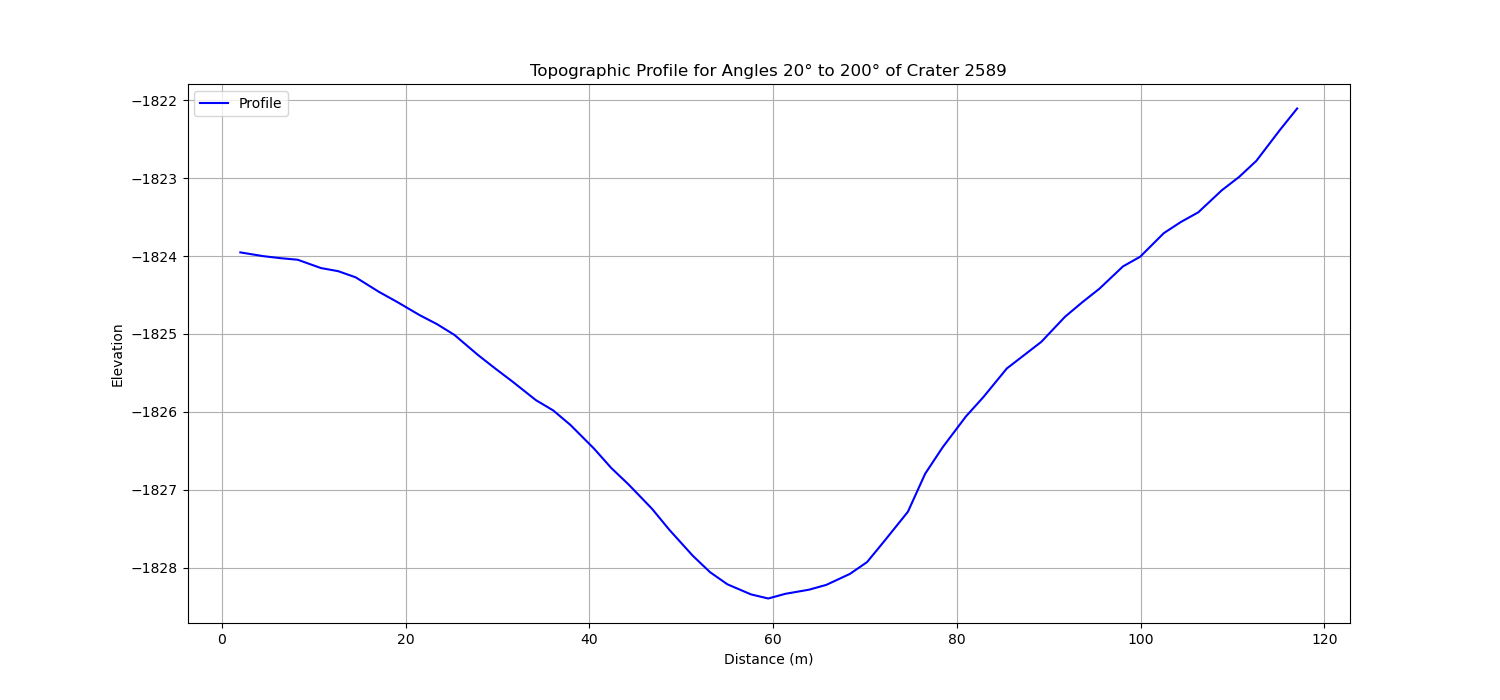 Topographic Profile for Angles 20° to 200° of Crater 2589
Profile
−1822
−1823
−1824
−1825
−1826
−1827
−1828
Elevation
0 20 40 60 80 100 120
Distance (m)